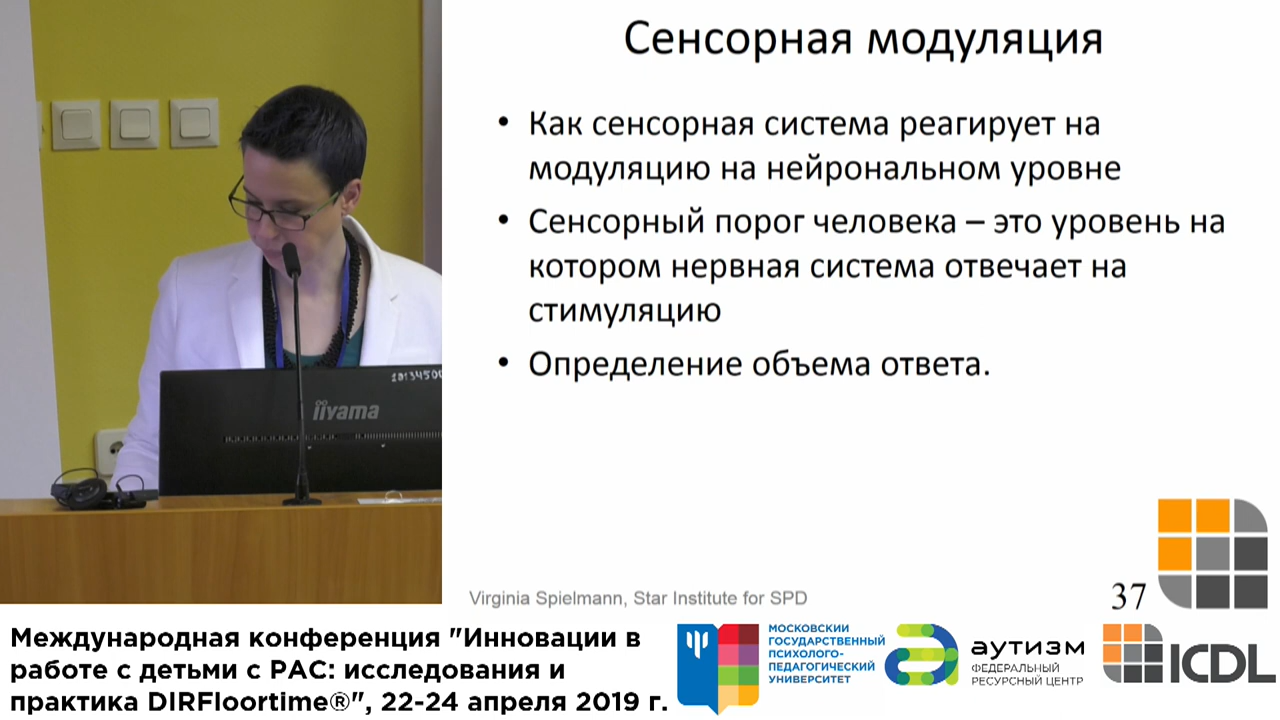 Сенсорная модуляция
• Как сенсорная система реагирует на
модуляцию на нейрональном уровне
• Сенсорный порог человека – это уровень на
котором нервная система отвечает на
стимуляцию
• Определение объема ответа.
iiyama
37
Virginia Spielmann, Star Institute for SPD
Международная конференция "Инновации в
работе с детьми с РАС: исследования и
практика DIRFloortime®", 22-24 апреля 2019 г.
МОСКОВСКИЙ
ГОСУДАРСТВЕННЫЙ
ПСИХОЛОГО-
ПЕДАГОГИЧЕСКИЙ
УНИВЕРСИТЕТ
аутизм
ФЕДЕРАЛЬНЫЙ
РЕСУРСНЫЙ ЦЕНТР
ICDL